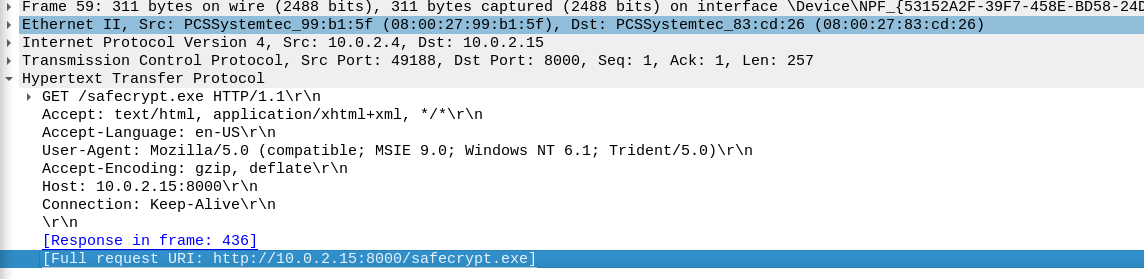 Frame 59: 311 bytes on wire (2488 bits), 311 bytes captured (2488 bits) on interface \Device\NPF_{53152A2F-39F7-458E-BD58-24D
Ethernet II, Src: PCSSystemtec_99:b1:5f (08:00:27:99:b1:5f), Dst: PCSSystemtec_83:cd:26 (08:00:27:83:cd:26)
Internet Protocol Version 4, Src: 10.0.2.4, Dst: 10.0.2.15
Transmission Control Protocol, Src Port: 49188, Dst Port: 8000, Seq: 1, Ack: 1, Len: 257
Hypertext Transfer Protocol
GET /safecrypt.exe HTTP/1.1\r\n
Accept: text/html, application/xhtml+xml, */*\r\n
Accept-Language: en-US\r\n
User-Agent: Mozilla/5.0 (compatible; MSIE 9.0; Windows NT 6.1; Trident/5.0)\r\n
Accept-Encoding: gzip, deflate\r\n
Host: 10.0.2.15:8000\r\n
Connection: Keep-Alive\r\n
\r\n
[Response in frame: 436]
[Full request URI: http://10.0.2.15:8000/safecrypt.exe]